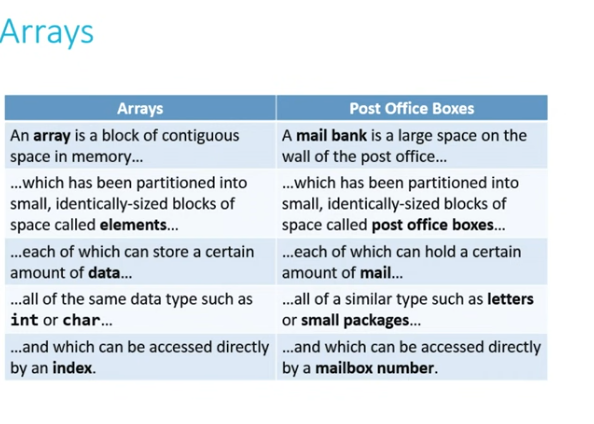 Arrays
Arrays
Post Office Boxes
An array is a block of contiguous
space in memory...
A mail bank is a large space on the
wall of the post office...
...which has been partitioned into
small, identically-sized blocks of
space called elements...
...which has been partitioned into
small, identically-sized blocks of
space called post office boxes...
...each of which can store a certain
amount of data...
...each of which can hold a certain
amount of mail...
...all of the same data type such as
int or char...
...all of a similar type such as letters
or small packages...
...and which can be accessed directly
by an index.
...and which can be accessed directly
by a mailbox number.